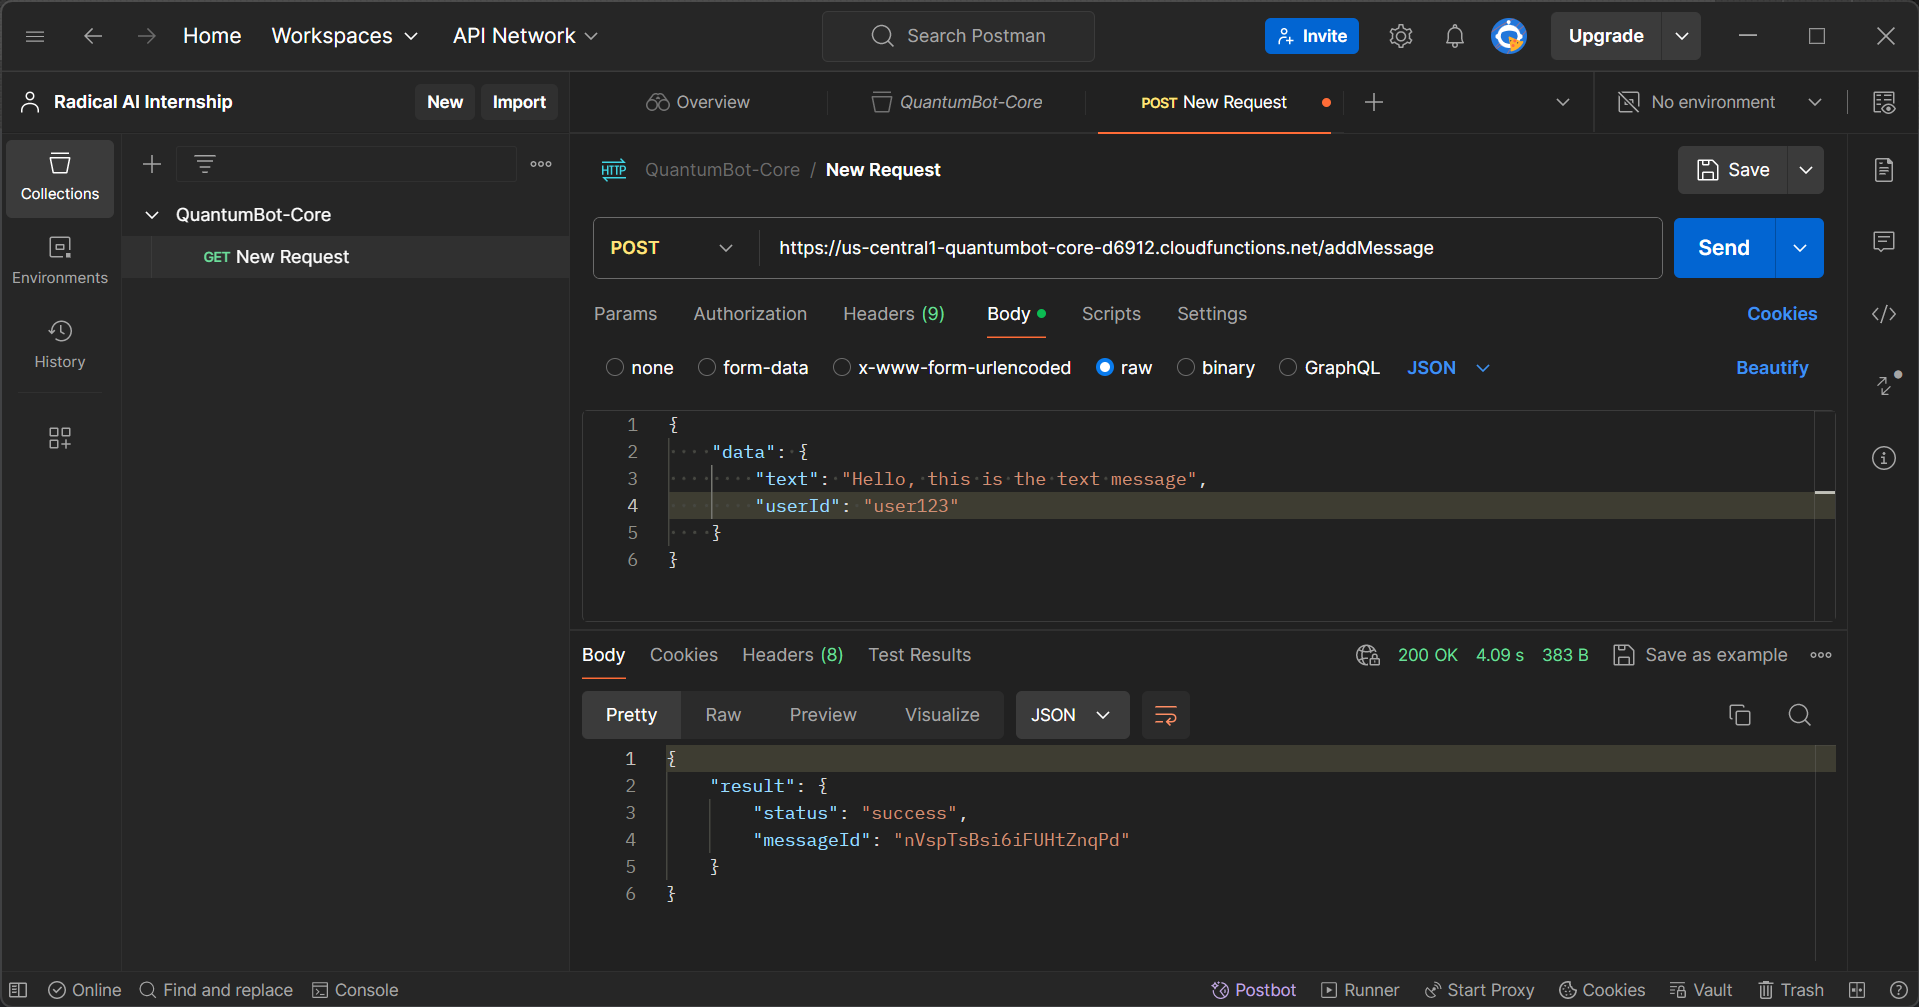 Home Workspaces API Network Search Postman Invite Upgrade
Radical AI Internship New Import Overview QuantumBot-Core POST New Request No environment
Collections
Environments
History
QuantumBot-Core
GET New Request
HTTP QuantumBot-Core / New Request Save
POST https://us-central1-quantumbot-core-d6912.cloudfunctions.net/addMessage Send
Params Authorization Headers (9) Body Scripts Settings Cookies
none form-data x-www-form-urlencoded raw binary GraphQL JSON Beautify
1 {
2 "data": {
3 "text": "Hello, this is the text message",
4 "userId": "user123"
5 }
6 }
Body Cookies Headers (8) Test Results 200 OK 4.09 s 383 B Save as example
Pretty Raw Preview Visualize JSON
1 {
2 "result": {
3 "status": "success",
4 "messageId": "nVspTsBsi6iFUHtZnqPd"
5 }
6 }
Online Find and replace Console Postbot Runner Start Proxy Cookies Vault Trash